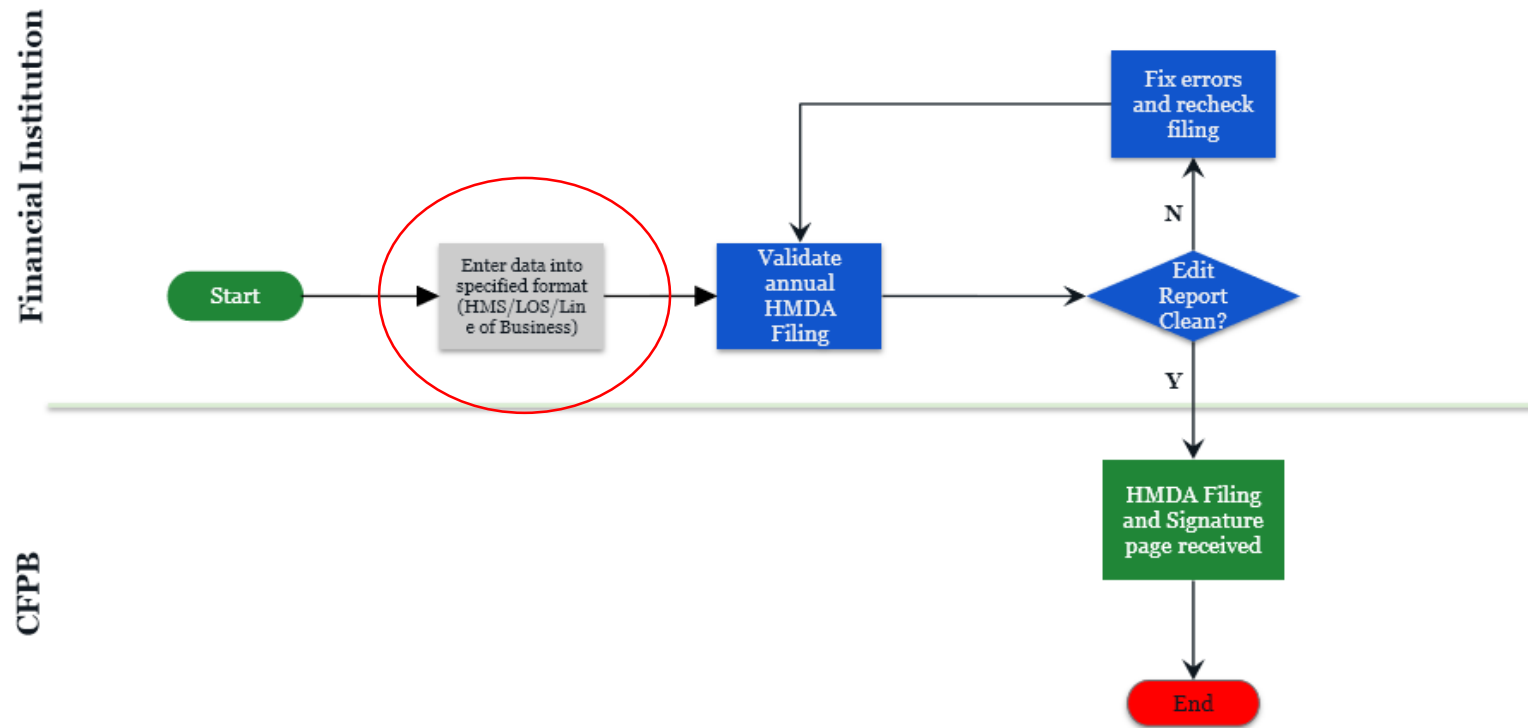 Financial Institution
Start
Enter data into
specified format
(HMS/LOS/Lin
e of Business)
Validate
annual
HMDA
Filing
Edit
Report
Clean?
N
Fix errors
and recheck
filing
Y
CFPB
HMDA Filing
and Signature
page received
End